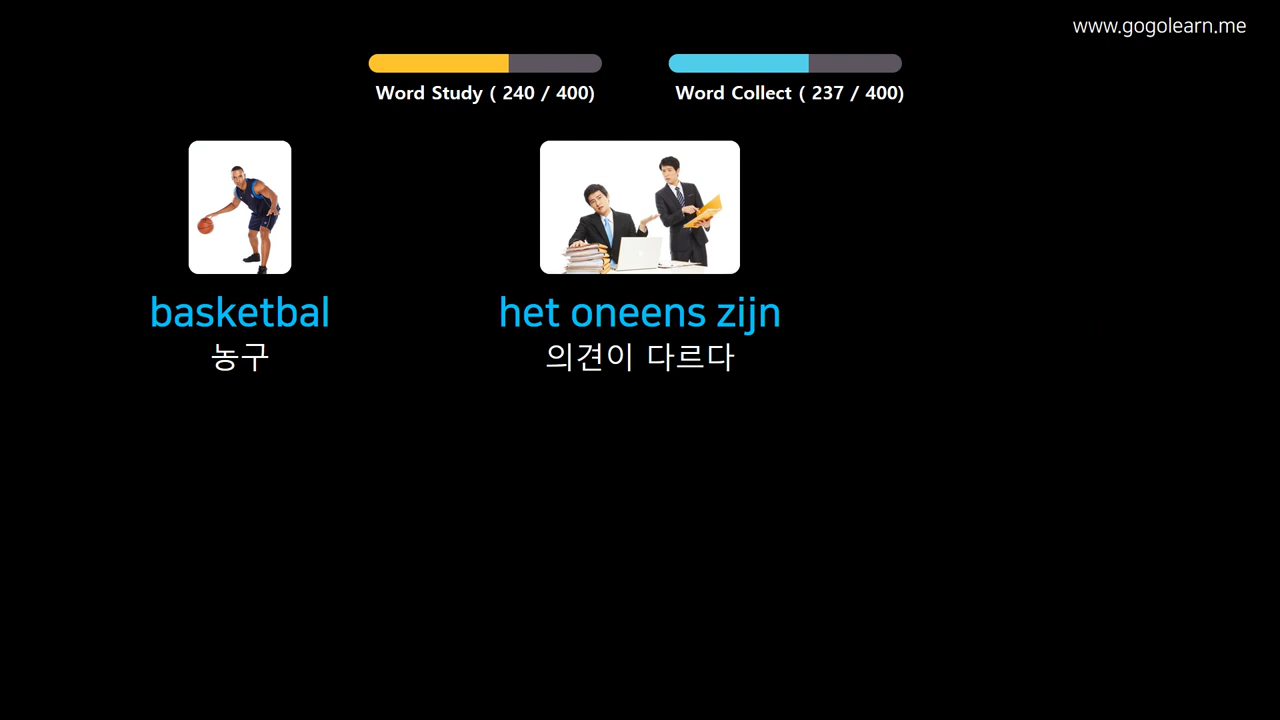 www.gogolearn.me
Word Study ( 240 / 400)
Word Collect ( 237 / 400)
basketbal
농구
het oneens zijn
의견이 다르다